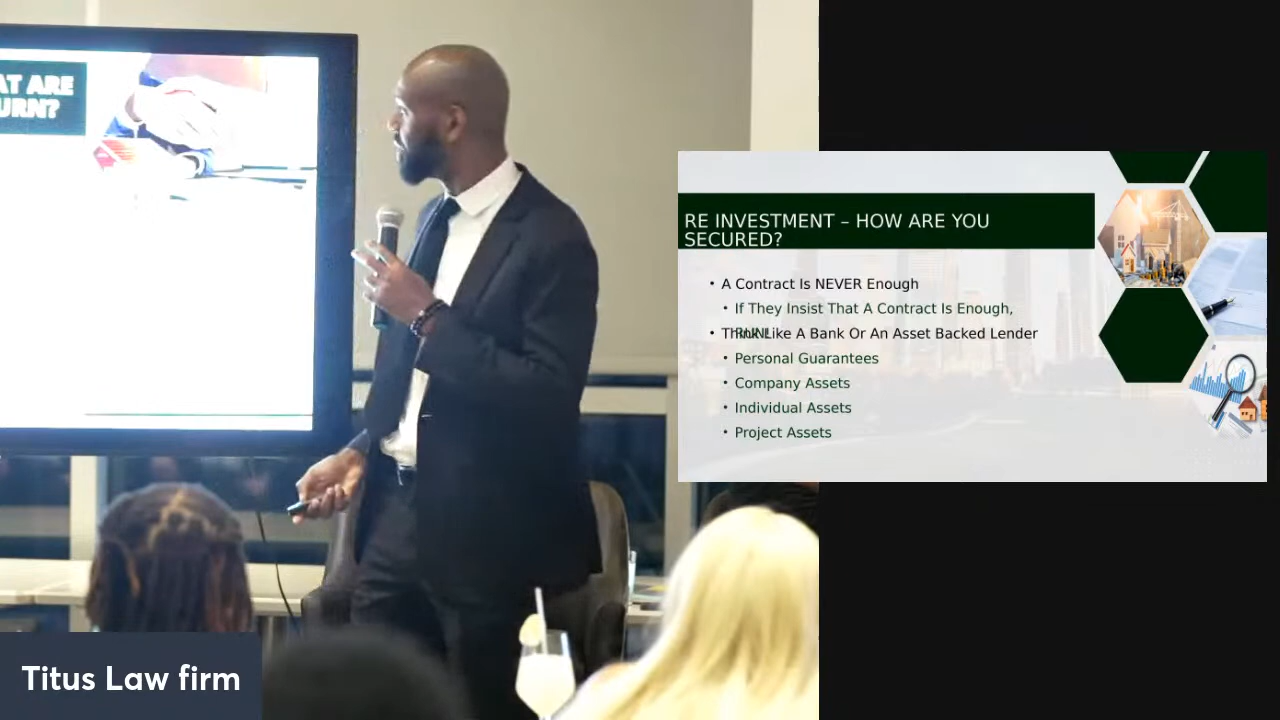 AT ARE
URN?
RE INVESTMENT – HOW ARE YOU
SECURED?
• A Contract Is NEVER Enough
• If They Insist That A Contract Is Enough,
RUN!
• Think Like A Bank Or An Asset Backed Lender
• Personal Guarantees
• Company Assets
• Individual Assets
• Project Assets
Titus Law firm